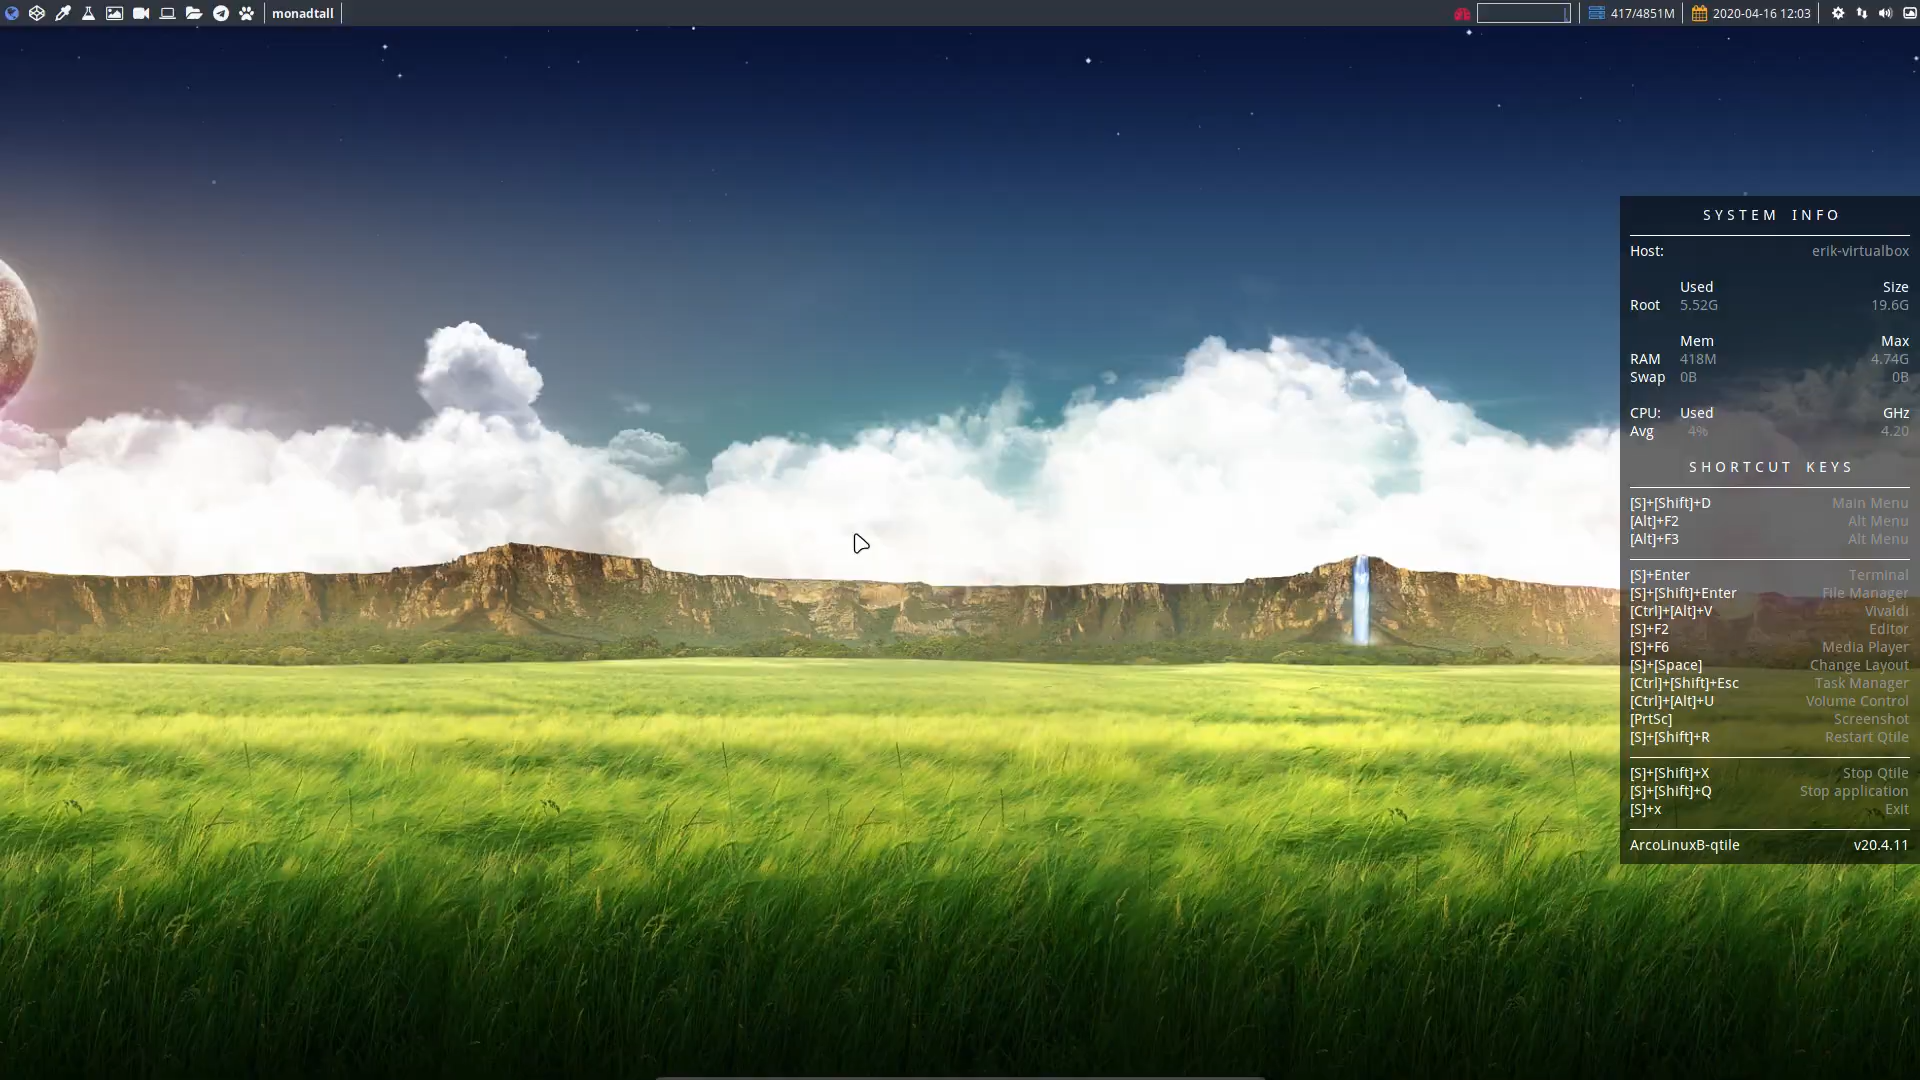 monadtall
417/4851M
2020-04-16 12:03
SYSTEM INFO
Host: erik-virtualbox
Used Size
Root 5.52G 19.6G
Mem Max
RAM 418M 4.74G
Swap 0B 0B
CPU: Used GHz
Avg 4% 4.20
SHORTCUT KEYS
[S]+[Shift]+D Main Menu
[Alt]+F2 Alt Menu
[Alt]+F3 Alt Menu
[S]+Enter Terminal
[S]+[Shift]+Enter File Manager
[Ctrl]+[Alt]+V Vivaldi
[S]+F2 Editor
[S]+F6 Media Player
[S]+[Space] Change Layout
[Ctrl]+[Shift]+Esc Task Manager
[Ctrl]+[Alt]+U Volume Control
[PrtSc] Screenshot
[S]+[Shift]+R Restart Qtile
[S]+[Shift]+X Stop Qtile
[S]+[Shift]+Q Stop application
[S]+x Exit
ArcoLinuxB-qtile v20.4.11